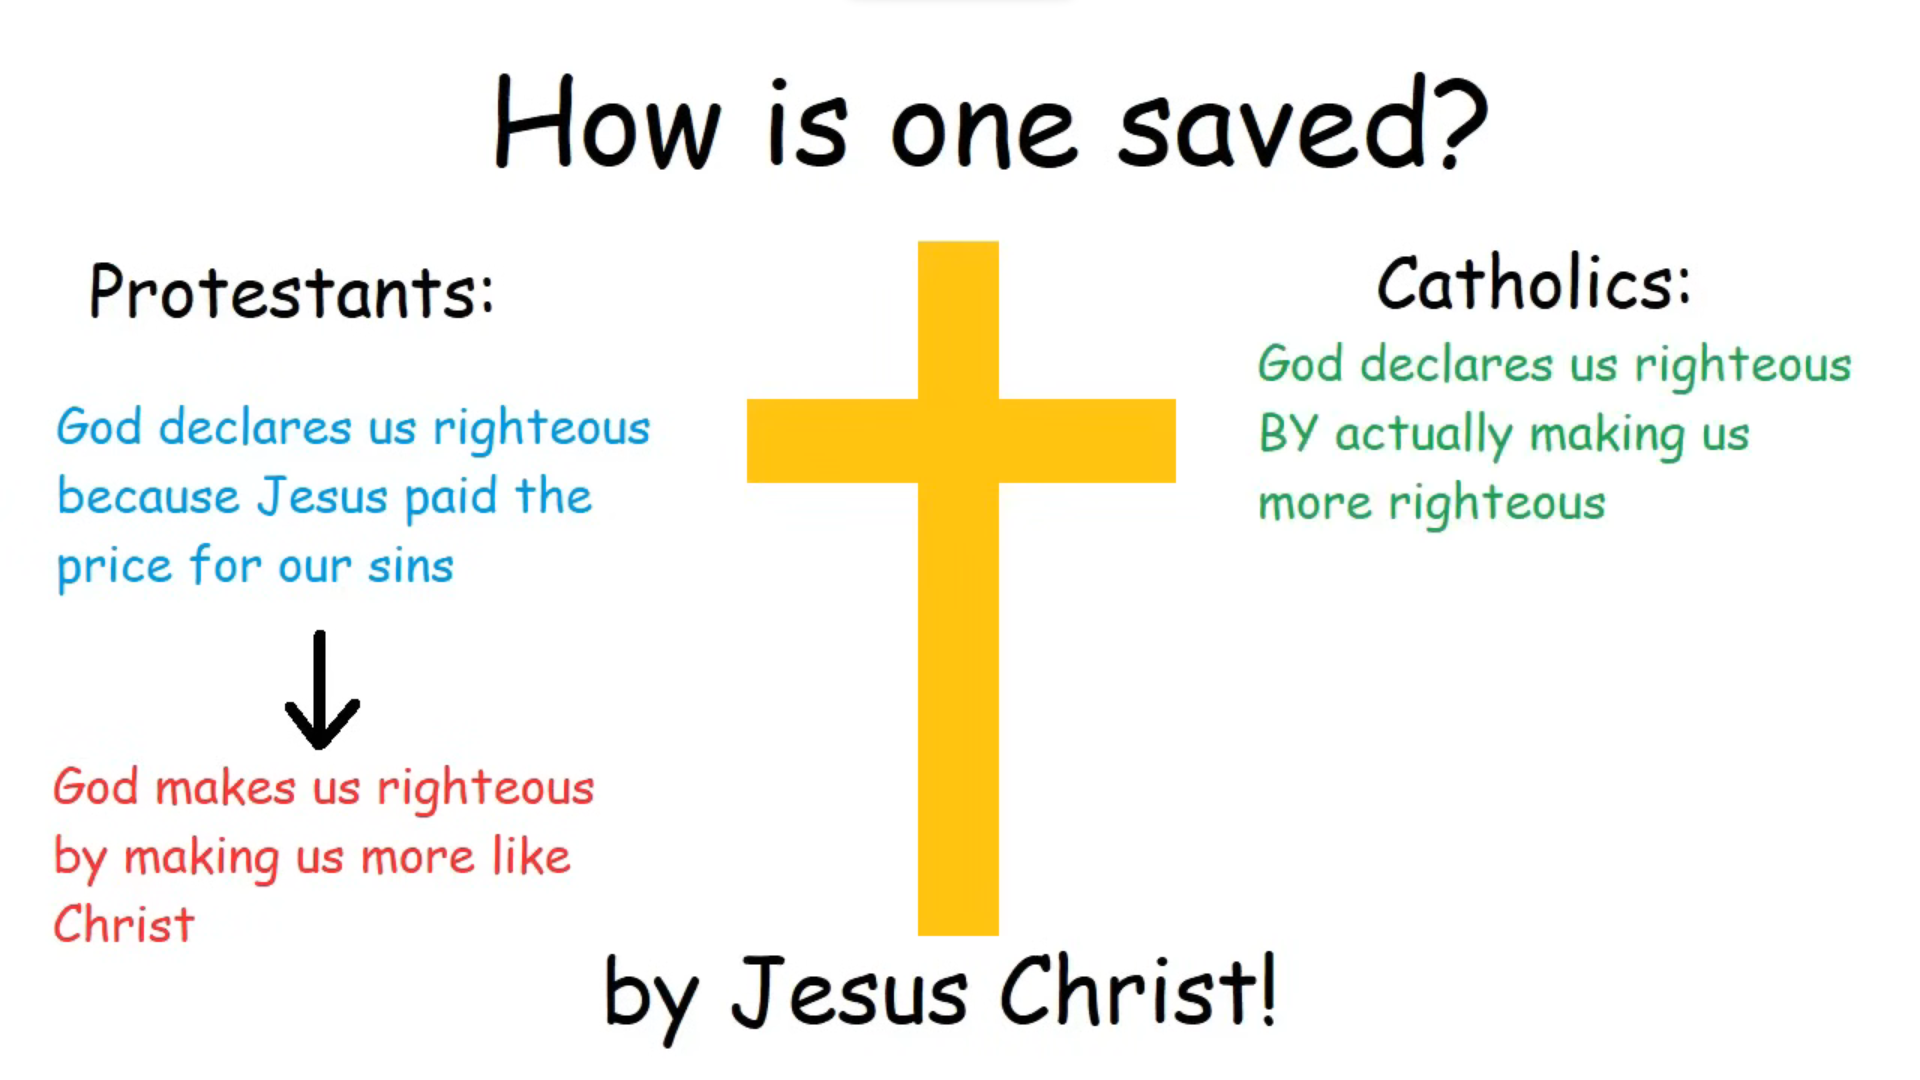 How is one saved?
Protestants:
God declares us righteous
because Jesus paid the
price for our sins
God makes us righteous
by making us more like
Christ
Catholics:
God declares us righteous
BY actually making us
more righteous
by Jesus Christ!